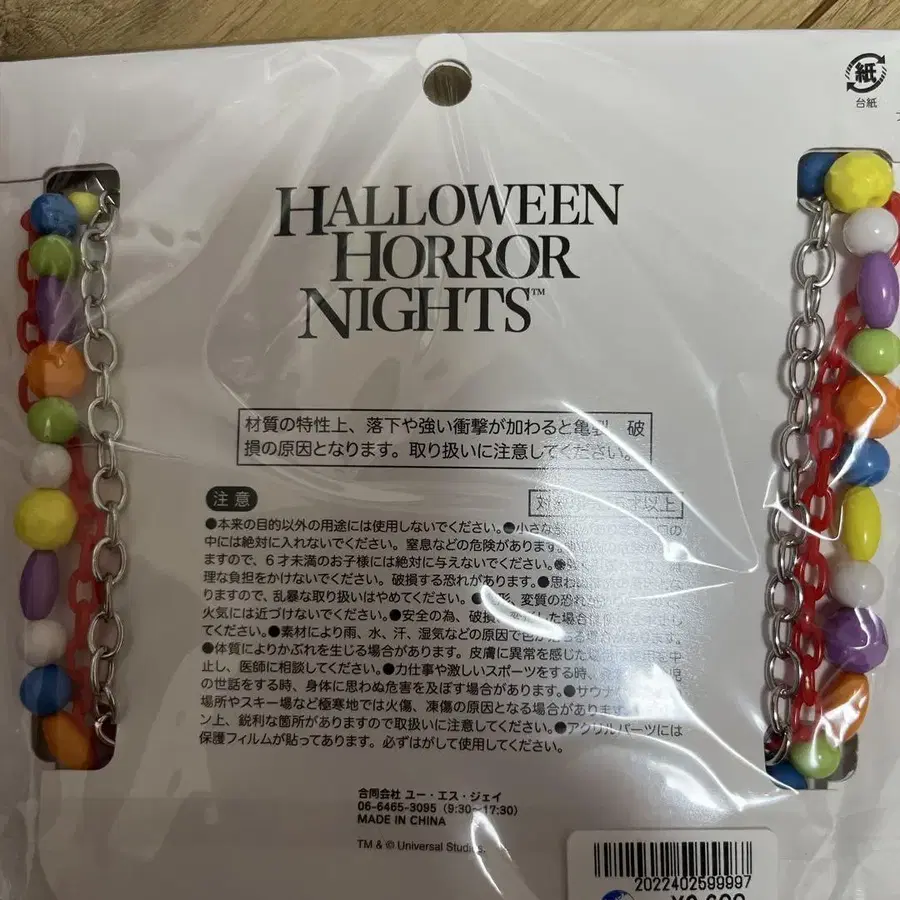 紙
台紙
HALLOWEEN
HORROR
NIGHTS™
材質の特性上、落下や強い衝撃が加わると亀裂、破
損の原因となります。取り扱いに注意してください。
注意
以上
●本来の目的以外の用途には使用しないでください。●小さな
中には絶対に入れないでください。窒息などの危険があります。
ますので、6才未満のお子様には絶対に与えないでください。
理な負担をかけないでください。破損する恐れがあります。●思わ
りますので、乱暴な取り扱いはやめてください。
火気には近づけないでください。●安全の為、破損、
てください。●素材により雨、水、汗、湿気などの原因で色が
●体質によりかぶれを生じる場合があります。皮膚に異常を感じた
止し、医師に相談してください。●力仕事や激しいスポーツをする時、
の世話をする時、身体に思わぬ危害を及ぼす場合があります。●サウナ
場所やスキー場など極寒地では火傷、凍傷の原因となる場合があります。
ン上、鋭利な箇所がありますので取扱いに注意してください。●アクリルパーツには
保護フィルムが貼ってあります。必ずはがして使用してください。
合同会社 ユー・エス・ジェイ
06-6465-3095（9:30〜17:30）
MADE IN CHINA
TM & © Universal Studios.
2022402599997